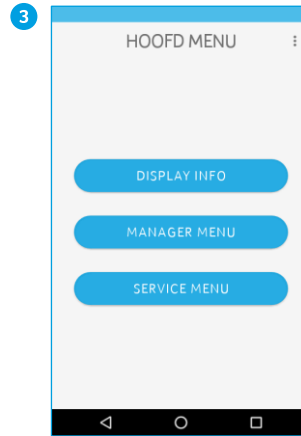 3
HOOFD MENU
DISPLAY INFO
MANAGER MENU
SERVICE MENU